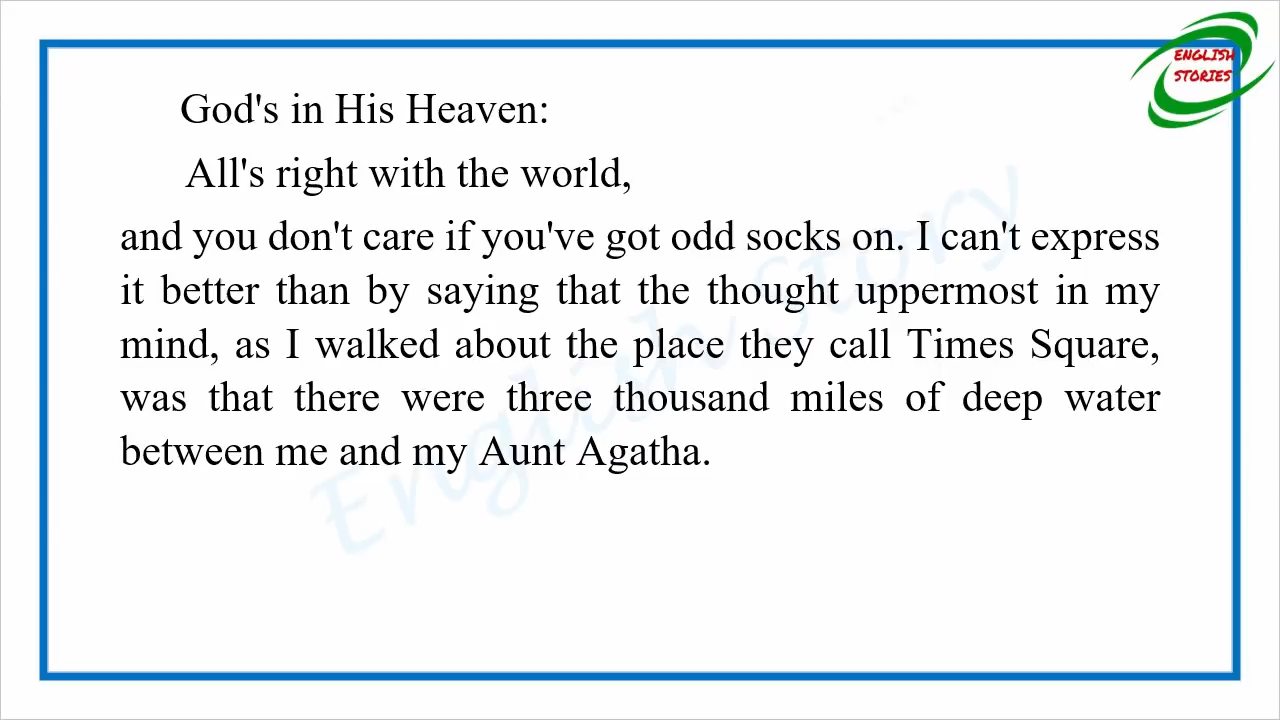 ENGLISH
STORIES
God's in His Heaven:
All's right with the world,
and you don't care if you've got odd socks on. I can't express
it better than by saying that the thought uppermost in my
mind, as I walked about the place they call Times Square,
was that there were three thousand miles of deep water
between me and my Aunt Agatha.
English Story